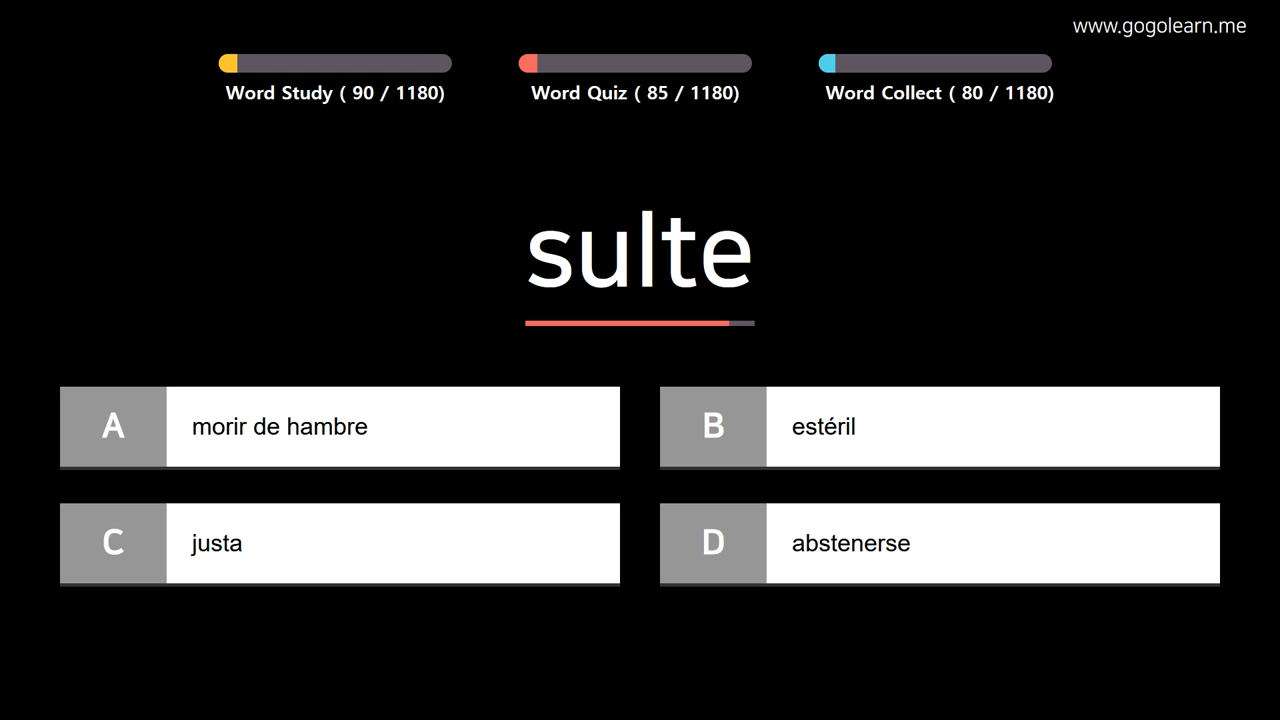 www.gogolearn.me
Word Study ( 90 / 1180)
Word Quiz ( 85 / 1180)
Word Collect ( 80 / 1180)
sulte
A morir de hambre
B estéril
C justa
D abstenerse